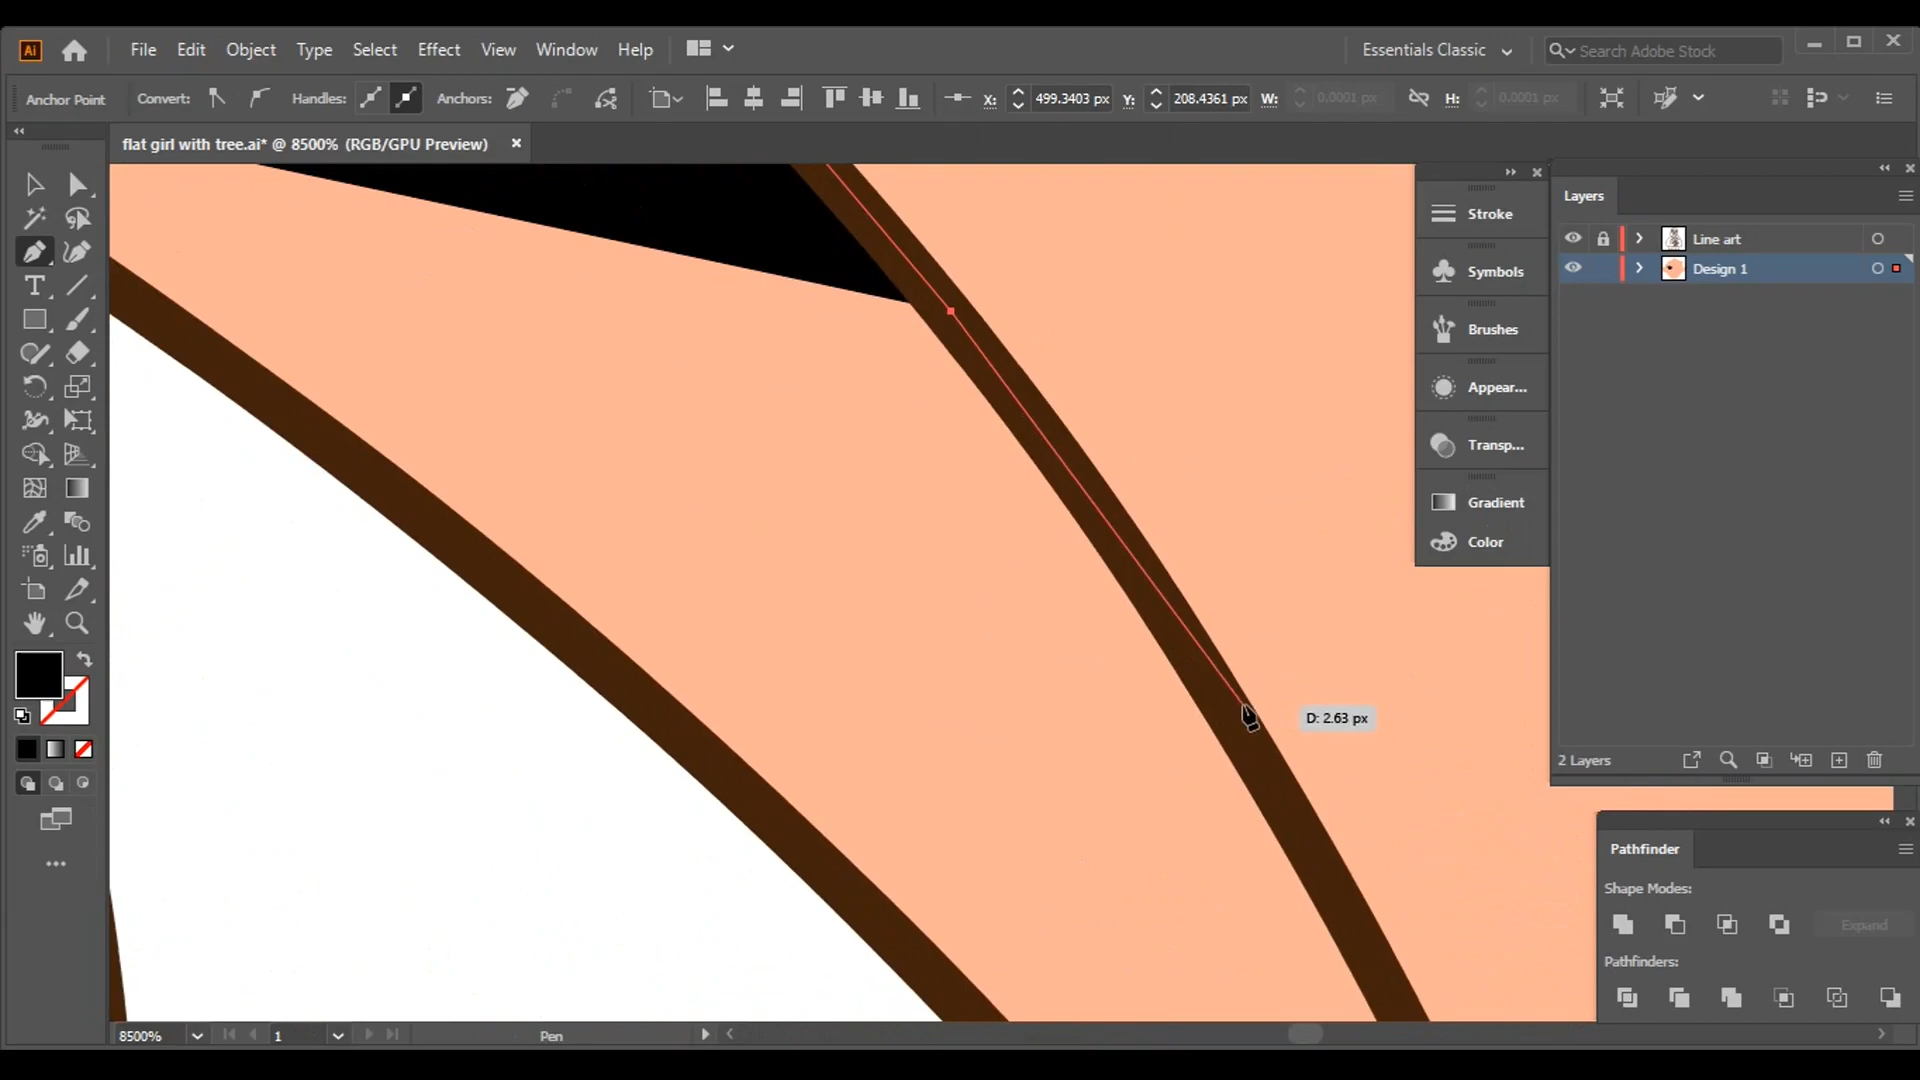 Ai File Edit Object Type Select Effect View Window Help Essentials Classic Search Adobe Stock
Anchor Point Convert: Handles: Anchors: X: 499.3403 px Y: 208.4361 px W: 0.0001 px H: 0.0001 px
flat girl with tree.ai* @ 8500% (RGB/GPU Preview)
Stroke
Symbols
Brushes
Appear...
Transp...
Gradient
Color
Layers
Line art
Design 1
2 Layers
D: 2.63 px
Pathfinder
Shape Modes:
Expand
Pathfinders:
8500% 1 Pen